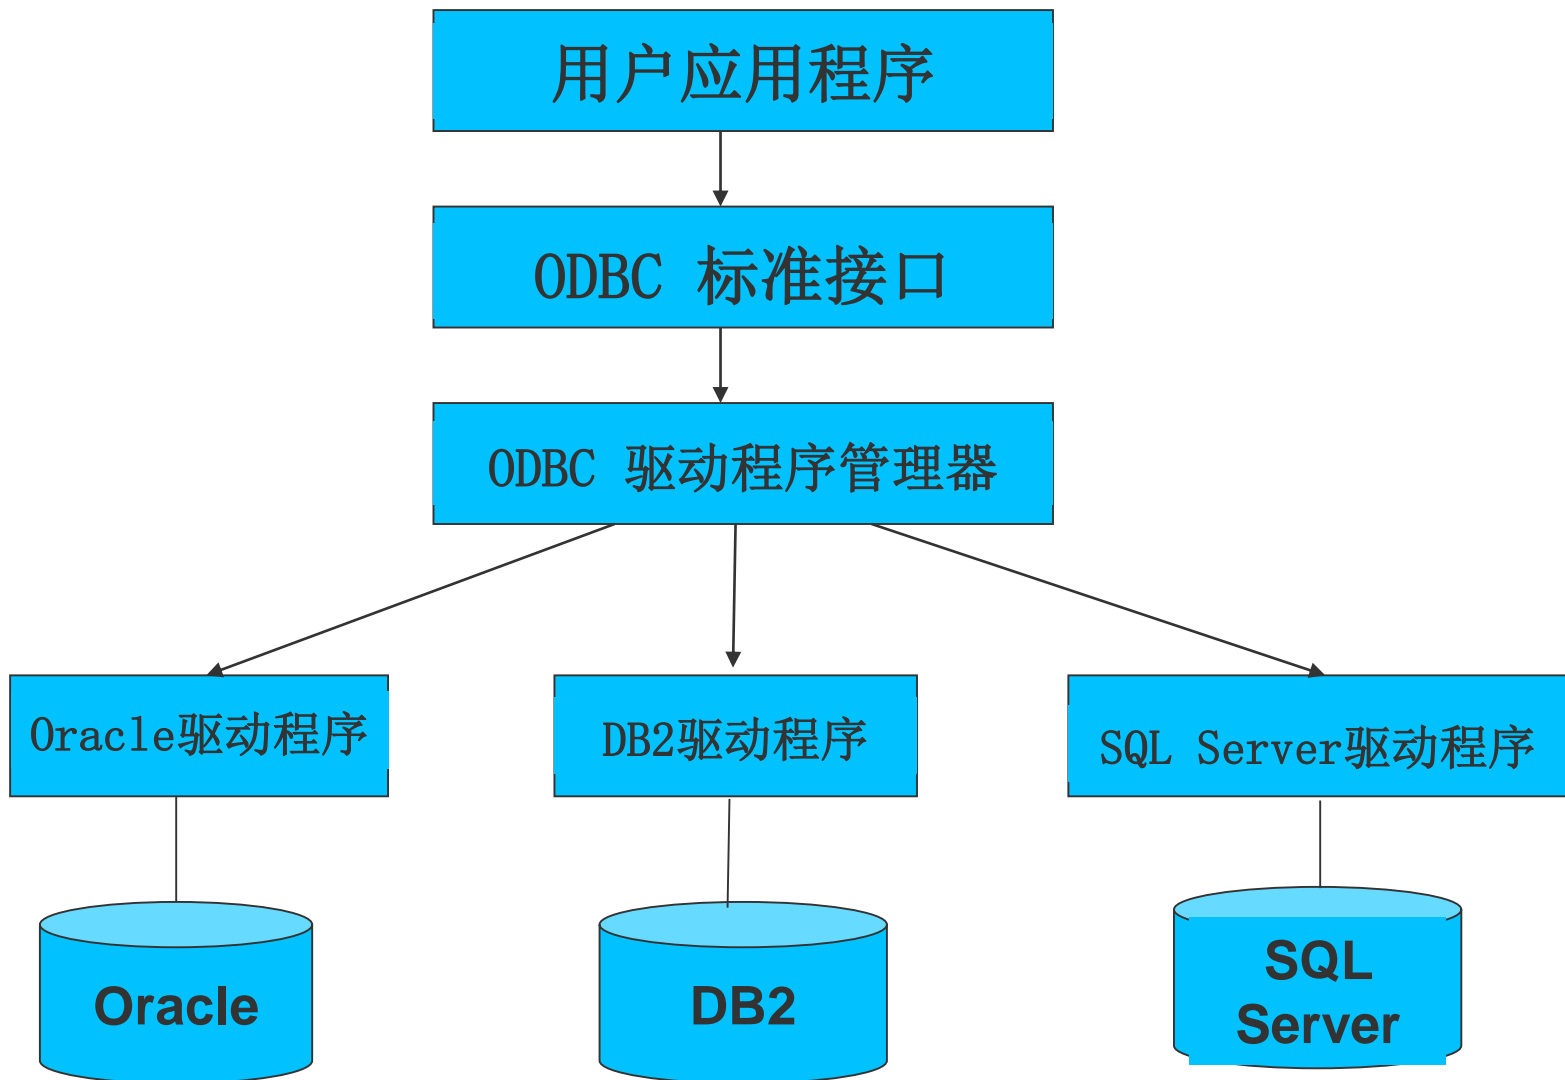 用户应用程序
ODBC 标准接口
ODBC 驱动程序管理器
Oracle驱动程序
DB2驱动程序
SQL Server驱动程序
Oracle
DB2
SQL
Server